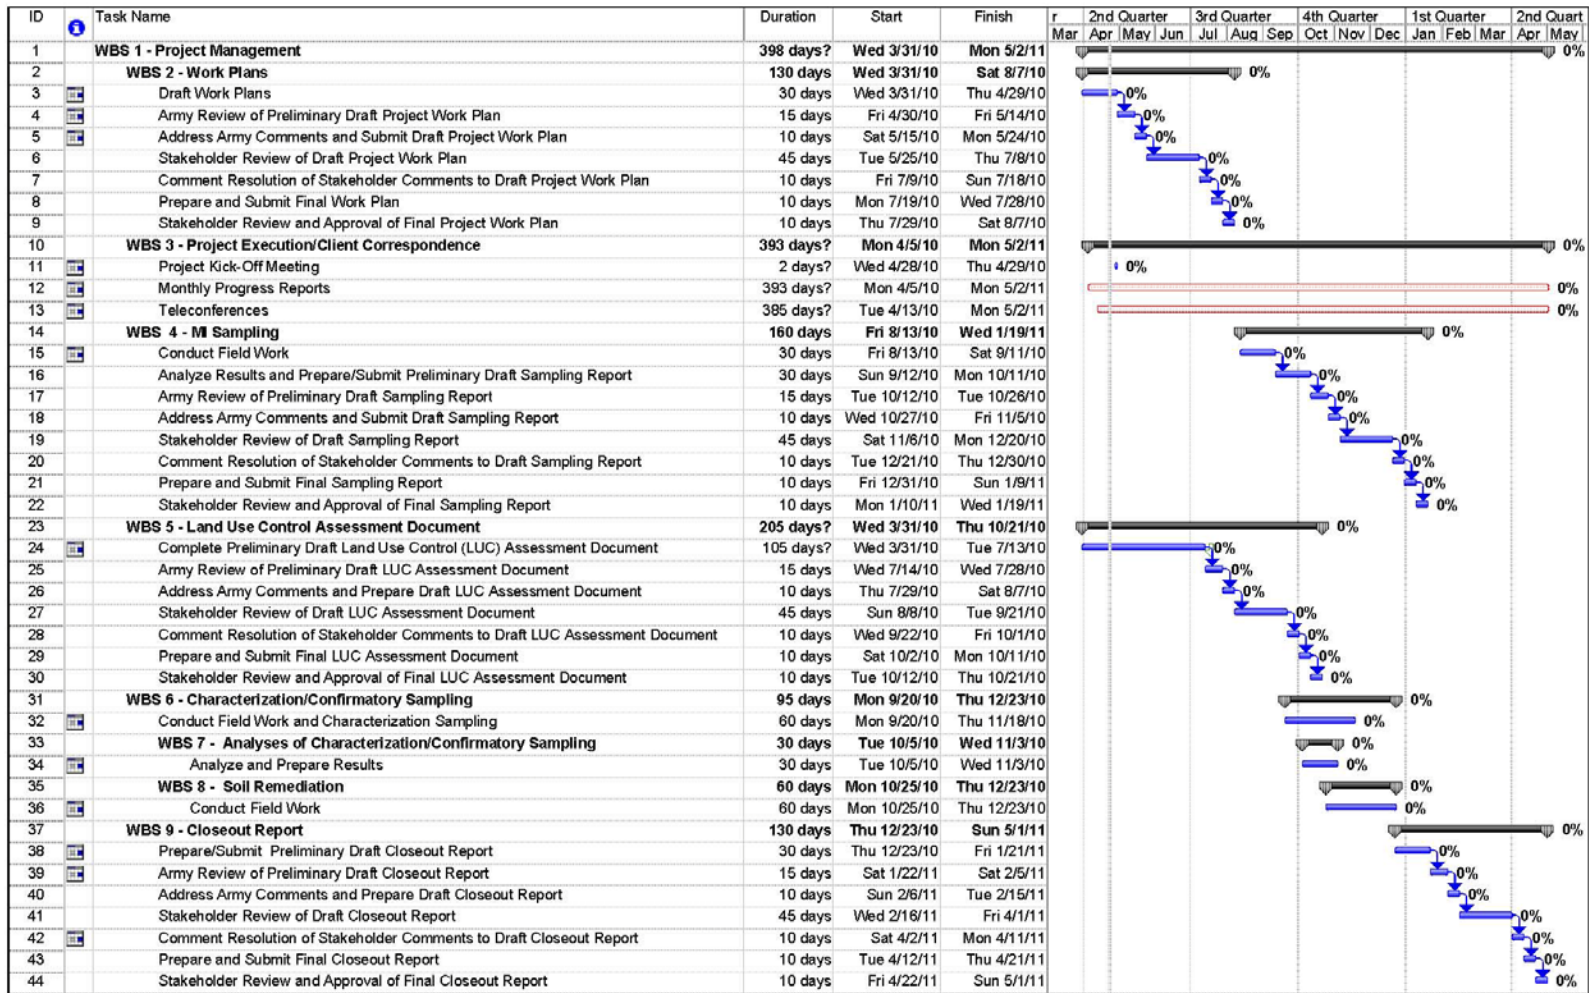 ID Task Name Duration Start Finish r 2nd Quarter 3rd Quarter 4th Quarter 1st Quarter 2nd Quart
Mar Apr May Jun Jul Aug Sep Oct Nov Dec Jan Feb Mar Apr May
1 WBS 1 - Project Management 398 days? Wed 3/31/10 Mon 5/2/11 0%
2 WBS 2 - Work Plans 130 days Wed 3/31/10 Sat 8/7/10 0%
3 Draft Work Plans 30 days Wed 3/31/10 Thu 4/29/10 0%
4 Army Review of Preliminary Draft Project Work Plan 15 days Fri 4/30/10 Fri 5/14/10 0%
5 Address Army Comments and Submit Draft Project Work Plan 10 days Sat 5/15/10 Mon 5/24/10 0%
6 Stakeholder Review of Draft Project Work Plan 45 days Tue 5/25/10 Thu 7/8/10 0%
7 Comment Resolution of Stakeholder Comments to Draft Project Work Plan 10 days Fri 7/9/10 Sun 7/18/10 0%
8 Prepare and Submit Final Work Plan 10 days Mon 7/19/10 Wed 7/28/10 0%
9 Stakeholder Review and Approval of Final Project Work Plan 10 days Thu 7/29/10 Sat 8/7/10 0%
10 WBS 3 - Project Execution/Client Correspondence 393 days? Mon 4/5/10 Mon 5/2/11 0%
11 Project Kick-Off Meeting 2 days? Wed 4/28/10 Thu 4/29/10 0%
12 Monthly Progress Reports 393 days? Mon 4/5/10 Mon 5/2/11 0%
13 Teleconferences 385 days? Tue 4/13/10 Mon 5/2/11 0%
14 WBS 4 - MI Sampling 160 days Fri 8/13/10 Wed 1/19/11 0%
15 Conduct Field Work 30 days Fri 8/13/10 Sat 9/11/10 0%
16 Analyze Results and Prepare/Submit Preliminary Draft Sampling Report 30 days Sun 9/12/10 Mon 10/11/10 0%
17 Army Review of Preliminary Draft Sampling Report 15 days Tue 10/12/10 Tue 10/26/10 0%
18 Address Army Comments and Submit Draft Sampling Report 10 days Wed 10/27/10 Fri 11/5/10 0%
19 Stakeholder Review of Draft Sampling Report 45 days Sat 11/6/10 Mon 12/20/10 0%
20 Comment Resolution of Stakeholder Comments to Draft Sampling Report 10 days Tue 12/21/10 Thu 12/30/10 0%
21 Prepare and Submit Final Sampling Report 10 days Fri 12/31/10 Sun 1/9/11 0%
22 Stakeholder Review and Approval of Final Sampling Report 10 days Mon 1/10/11 Wed 1/19/11 0%
23 WBS 5 - Land Use Control Assessment Document 205 days? Wed 3/31/10 Thu 10/21/10 0%
24 Complete Preliminary Draft Land Use Control (LUC) Assessment Document 105 days? Wed 3/31/10 Tue 7/13/10 0%
25 Army Review of Preliminary Draft LUC Assessment Document 15 days Wed 7/14/10 Wed 7/28/10 0%
26 Address Army Comments and Prepare Draft LUC Assessment Document 10 days Thu 7/29/10 Sat 8/7/10 0%
27 Stakeholder Review of Draft LUC Assessment Document 45 days Sun 8/8/10 Tue 9/21/10 0%
28 Comment Resolution of Stakeholder Comments to Draft LUC Assessment Document 10 days Wed 9/22/10 Fri 10/1/10 0%
29 Prepare and Submit Final LUC Assessment Document 10 days Sat 10/2/10 Mon 10/11/10 0%
30 Stakeholder Review and Approval of Final LUC Assessment Document 10 days Tue 10/12/10 Thu 10/21/10 0%
31 WBS 6 - Characterization/Confirmatory Sampling 95 days Mon 9/20/10 Thu 12/23/10 0%
32 Conduct Field Work and Characterization Sampling 60 days Mon 9/20/10 Thu 11/18/10 0%
33 WBS 7 - Analyses of Characterization/Confirmatory Sampling 30 days Tue 10/5/10 Wed 11/3/10 0%
34 Analyze and Prepare Results 30 days Tue 10/5/10 Wed 11/3/10 0%
35 WBS 8 - Soil Remediation 60 days Mon 10/25/10 Thu 12/23/10 0%
36 Conduct Field Work 60 days Mon 10/25/10 Thu 12/23/10 0%
37 WBS 9 - Closeout Report 130 days Thu 12/23/10 Sun 5/1/11 0%
38 Prepare/Submit Preliminary Draft Closeout Report 30 days Thu 12/23/10 Fri 1/21/11 0%
39 Army Review of Preliminary Draft Closeout Report 15 days Sat 1/22/11 Sat 2/5/11 0%
40 Address Army Comments and Prepare Draft Closeout Report 10 days Sun 2/6/11 Tue 2/15/11 0%
41 Stakeholder Review of Draft Closeout Report 45 days Wed 2/16/11 Fri 4/1/11 0%
42 Comment Resolution of Stakeholder Comments to Draft Closeout Report 10 days Sat 4/2/11 Mon 4/11/11 0%
43 Prepare and Submit Final Closeout Report 10 days Tue 4/12/11 Thu 4/21/11 0%
44 Stakeholder Review and Approval of Final Closeout Report 10 days Fri 4/22/11 Sun 5/1/11 0%